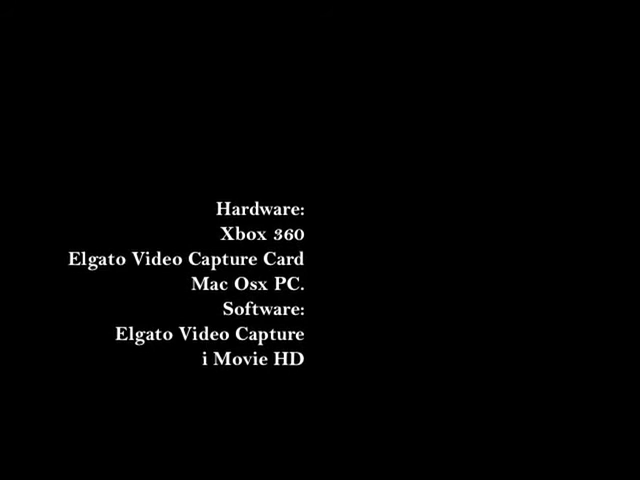 Hardware:
Xbox 360
Elgato Video Capture Card
Mac Osx PC.
Software:
Elgato Video Capture
i Movie HD